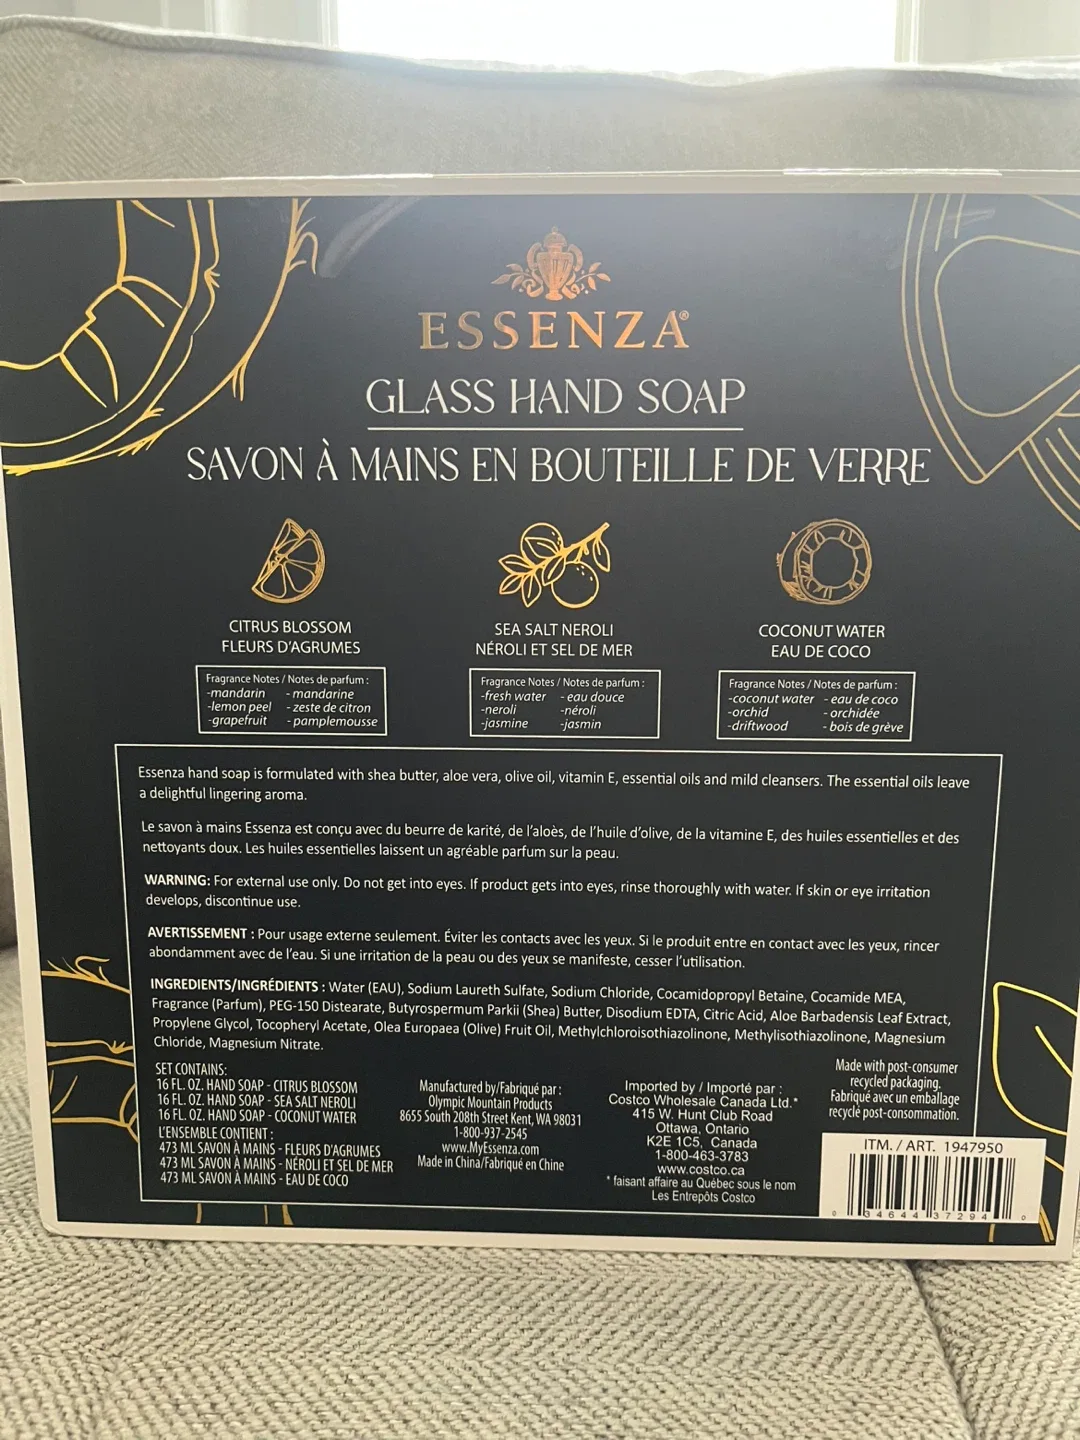 ESSENZA®
GLASS HAND SOAP
SAVON À MAINS EN BOUTEILLE DE VERRE
CITRUS BLOSSOM
FLEURS D'AGRUMES
Fragrance Notes / Notes de parfum :
-mandarin - mandarine
-lemon peel - zeste de citron
-grapefruit - pamplemousse
SEA SALT NEROLI
NÉROLI ET SEL DE MER
Fragrance Notes / Notes de parfum :
-fresh water - eau douce
-neroli -néroli
-jasmine -jasmin
COCONUT WATER
EAU DE COCO
Fragrance Notes / Notes de parfum :
-coconut water - eau de coco
-orchid - orchidée
-driftwood - bois de grève
Essenza hand soap is formulated with shea butter, aloe vera, olive oil, vitamin E, essential oils and mild cleansers. The essential oils leave
a delightful lingering aroma.
Le savon à mains Essenza est conçu avec du beurre de karité, de l'aloès, de l'huile d'olive, de la vitamine E, des huiles essentielles et des
nettoyants doux. Les huiles essentielles laissent un agréable parfum sur la peau.
WARNING: For external use only. Do not get into eyes. If product gets into eyes, rinse thoroughly with water. If skin or eye irritation
develops, discontinue use.
AVERTISSEMENT : Pour usage externe seulement. Éviter les contacts avec les yeux. Si le produit entre en contact avec les yeux, rincer
abondamment avec de l'eau. Si une irritation de la peau ou des yeux se manifeste, cesser l'utilisation.
INGREDIENTS/INGRÉDIENTS : Water (EAU), Sodium Laureth Sulfate, Sodium Chloride, Cocamidopropyl Betaine, Cocamide MEA,
Fragrance (Parfum), PEG-150 Distearate, Butyrospermum Parkii (Shea) Butter, Disodium EDTA, Citric Acid, Aloe Barbadensis Leaf Extract,
Propylene Glycol, Tocopheryl Acetate, Olea Europaea (Olive) Fruit Oil, Methylchloroisothiazolinone, Methylisothiazolinone, Magnesium
Chloride, Magnesium Nitrate.
SET CONTAINS:
16 FL. OZ. HAND SOAP - CITRUS BLOSSOM
16 FL. OZ. HAND SOAP - SEA SALT NEROLI
16 FL. OZ. HAND SOAP - COCONUT WATER
L'ENSEMBLE CONTIENT :
473 ML SAVON À MAINS - FLEURS D'AGRUMES
473 ML SAVON À MAINS - NÉROLI ET SEL DE MER
473 ML SAVON À MAINS - EAU DE COCO
Manufactured by/Fabriqué par :
Olympic Mountain Products
8655 South 208th Street Kent, WA 98031
1-800-937-2545
www.MyEssenza.com
Made in China/Fabriqué en Chine
Imported by / Importé par :
Costco Wholesale Canada Ltd.*
415 W. Hunt Club Road
Ottawa, Ontario
K2E 1C5, Canada
1-800-463-3783
www.costco.ca
* faisant affaire au Québec sous le nom
Les Entrepôts Costco
Made with post-consumer
recycled packaging.
Fabriqué avec un emballage
recyclé post-consommation.
ITM. / ART. 1947950
0 34644 37294 0